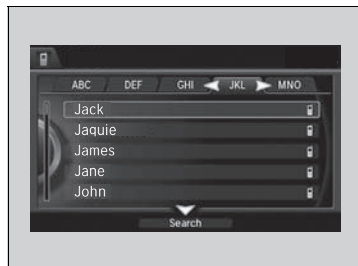 ABC DEF GHI JKL MNO
Jack
Jaquie
James
Jane
John
Search